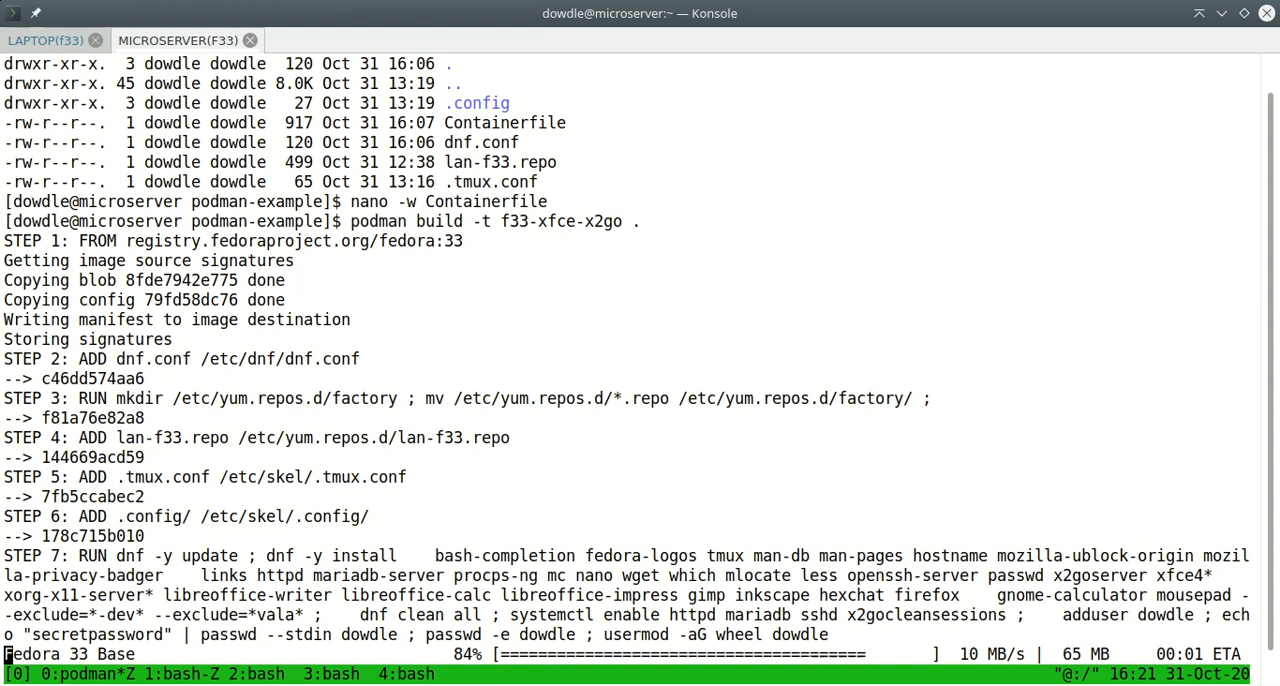 dowdle@microserver:~ — Konsole
LAPTOP(f33) MICROSERVER(F33)
drwxr-xr-x.  3 dowdle dowdle  120 Oct 31 16:06 .
drwxr-xr-x. 45 dowdle dowdle 8.0K Oct 31 13:19 ..
drwxr-xr-x.  3 dowdle dowdle   27 Oct 31 13:19 .config
-rw-r--r--.  1 dowdle dowdle  917 Oct 31 16:07 Containerfile
-rw-r--r--.  1 dowdle dowdle  120 Oct 31 16:06 dnf.conf
-rw-r--r--.  1 dowdle dowdle  499 Oct 31 12:38 lan-f33.repo
-rw-r--r--.  1 dowdle dowdle   65 Oct 31 13:16 .tmux.conf
[dowdle@microserver podman-example]$ nano -w Containerfile
[dowdle@microserver podman-example]$ podman build -t f33-xfce-x2go .
STEP 1: FROM registry.fedoraproject.org/fedora:33
Getting image source signatures
Copying blob 8fde7942e775 done
Copying config 79fd58dc76 done
Writing manifest to image destination
Storing signatures
STEP 2: ADD dnf.conf /etc/dnf/dnf.conf
--> c46dd574aa6
STEP 3: RUN mkdir /etc/yum.repos.d/factory ; mv /etc/yum.repos.d/*.repo /etc/yum.repos.d/factory/ ;
--> f81a76e82a8
STEP 4: ADD lan-f33.repo /etc/yum.repos.d/lan-f33.repo
--> 144669acd59
STEP 5: ADD .tmux.conf /etc/skel/.tmux.conf
--> 7fb5ccabec2
STEP 6: ADD .config/ /etc/skel/.config/
--> 178c715b010
STEP 7: RUN dnf -y update ; dnf -y install    bash-completion fedora-logos tmux man-db man-pages hostname mozilla-ublock-origin mozil
la-privacy-badger    links httpd mariadb-server procps-ng mc nano wget which mlocate less openssh-server passwd x2goserver xfce4*
xorg-x11-server* libreoffice-writer libreoffice-calc libreoffice-impress gimp inkscape hexchat firefox    gnome-calculator mousepad -
-exclude=*-dev* --exclude=*vala* ;    dnf clean all ; systemctl enable httpd mariadb sshd x2gocleansessions ;    adduser dowdle ; ech
o "secretpassword" | passwd --stdin dowdle ; passwd -e dowdle ; usermod -aG wheel dowdle
Fedora 33 Base                                  84% [=======================================       ]  10 MB/s |  65 MB     00:01 ETA
[0] 0:podman*Z 1:bash-Z 2:bash  3:bash  4:bash "@:/" 16:21 31-Oct-20